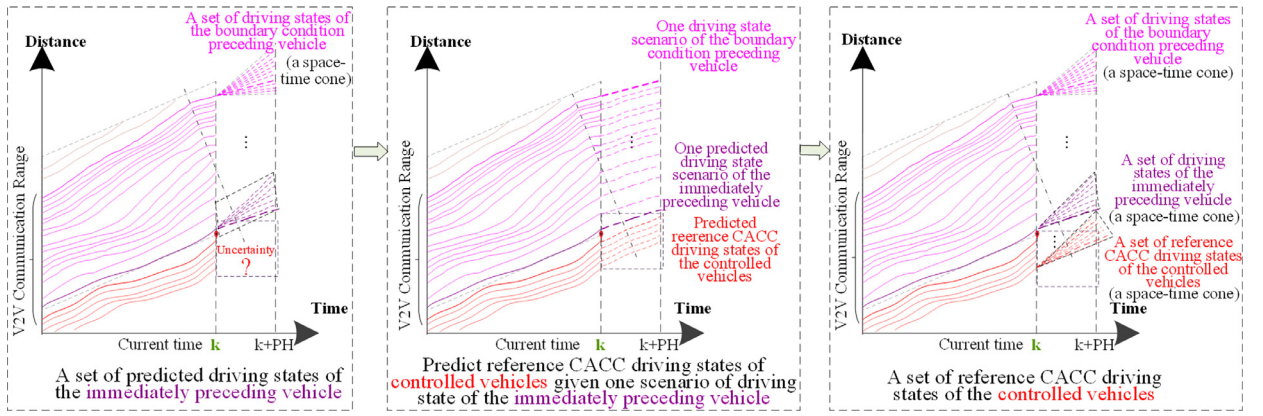 A set of driving states of
the boundary condition
preceding vehicle
(a space-
time cone)
Distance
V2V Communication Range
⋮
Uncertainty
?
Time
Current time k k+PH
A set of predicted driving states of
the immediately preceding vehicle
Distance
One driving state
scenario of the boundary
condition preceding
vehicle
V2V Communication Range
⋮
One predicted
driving state
scenario of the
immediately
preceding vehicle
Predicted
reerence CACC
driving states of
the controlled
vehicles
Time
Current time k k+PH
Predict reference CACC driving states of
controlled vehicles given one scenario of driving
state of the immediately preceding vehicle
Distance
A set of driving states
of the boundary
condition preceding
vehicle
(a space-time cone)
V2V Communication Range
⋮
A set of driving
states of the
immediately
preceding vehicle
(a space-time cone)
⋮
A set of reference
CACC driving states
of the controlled
vehicles
(a space-time cone)
Time
Current time k k+PH
A set of reference CACC driving
states of the controlled vehicles